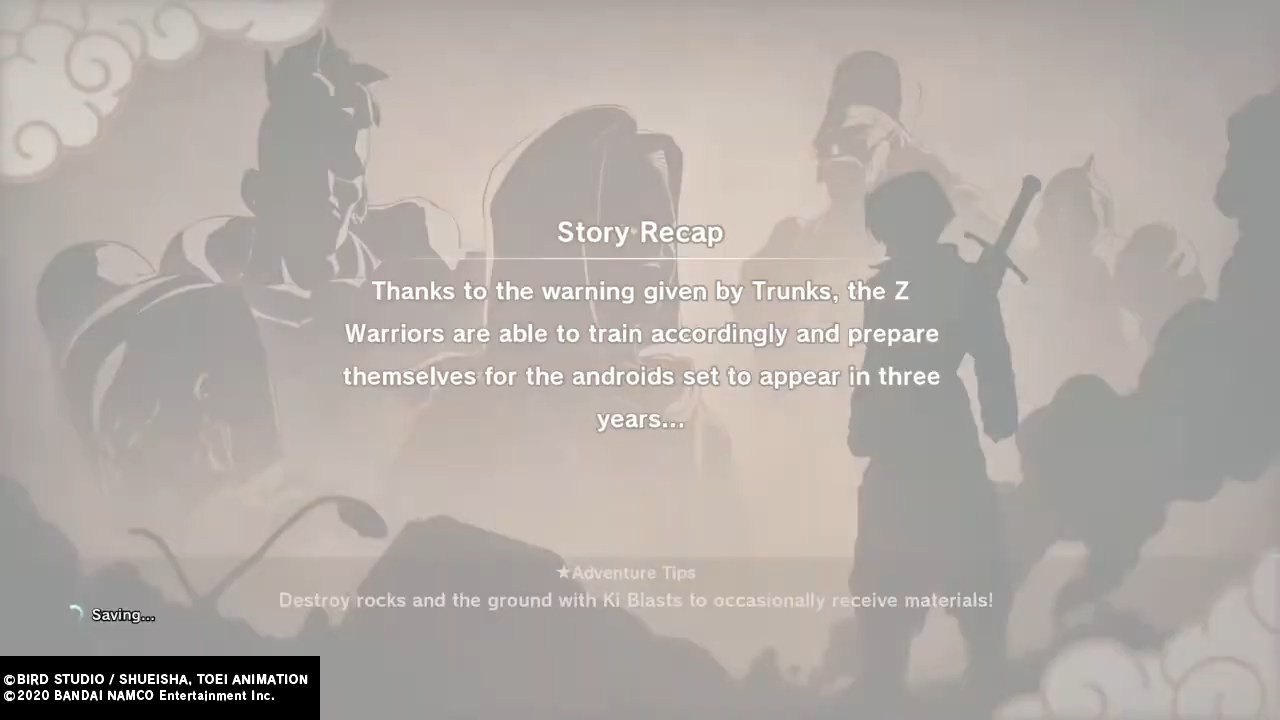 Story Recap
Thanks to the warning given by Trunks, the Z
Warriors are able to train accordingly and prepare
themselves for the androids set to appear in three
years...
★Adventure Tips
Destroy rocks and the ground with Ki Blasts to occasionally receive materials!
Saving...
©BIRD STUDIO / SHUEISHA, TOEI ANIMATION
©2020 BANDAI NAMCO Entertainment Inc.